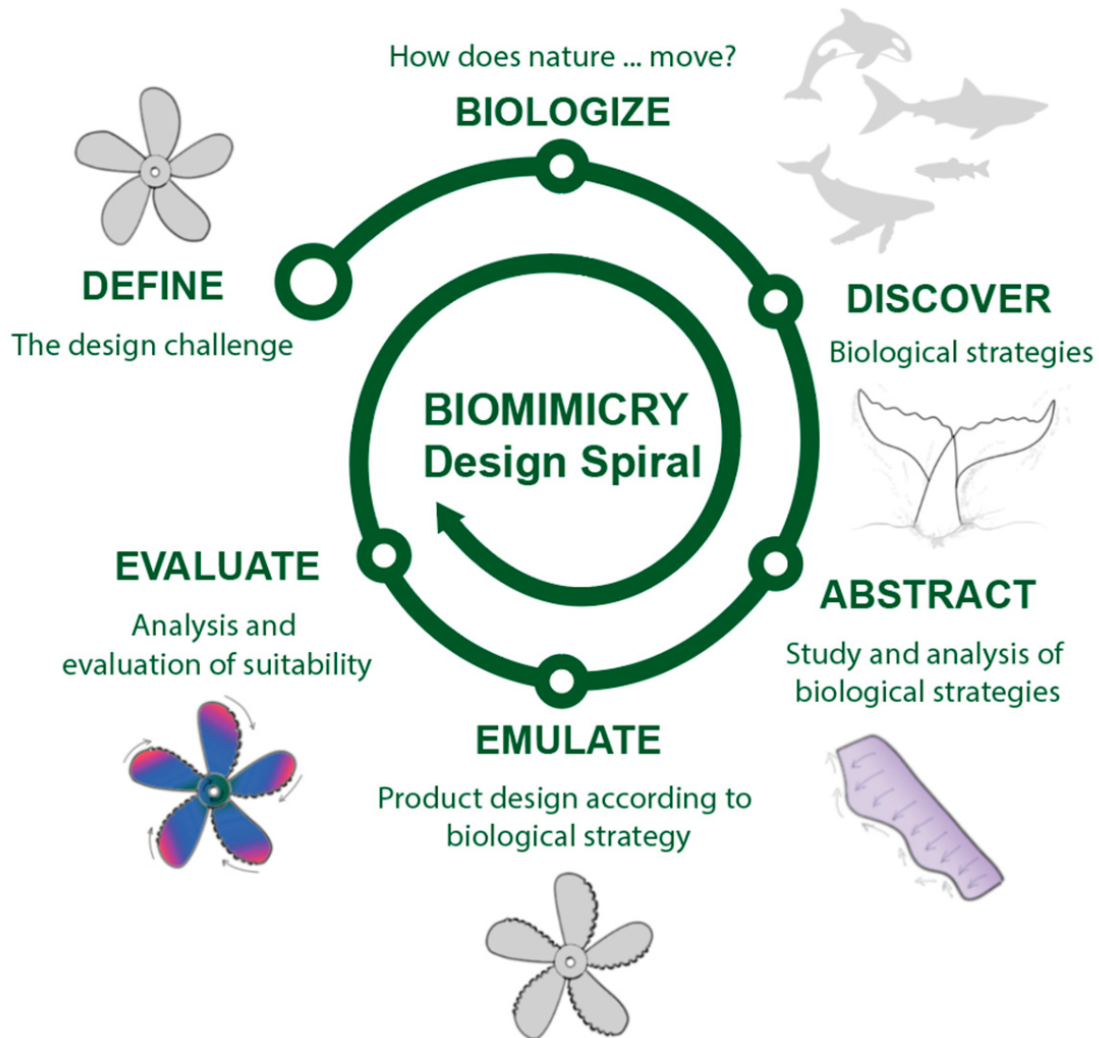 How does nature ... move?
BIOLOGIZE
DEFINE
The design challenge
DISCOVER
Biological strategies
BIOMIMICRY
Design Spiral
ABSTRACT
Study and analysis of
biological strategies
EMULATE
Product design according to
biological strategy
EVALUATE
Analysis and
evaluation of suitability